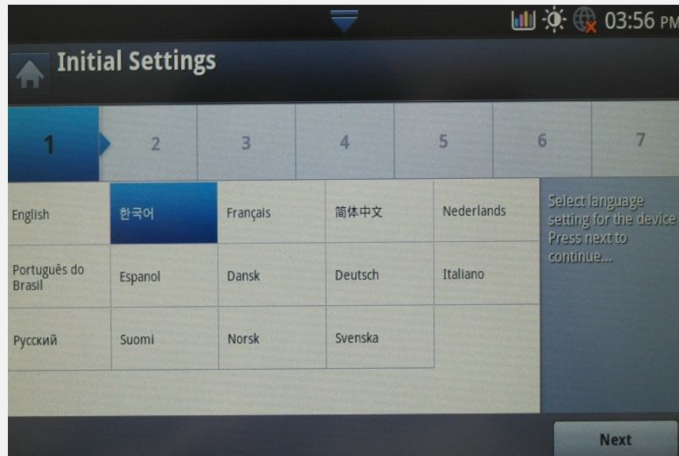 03:56 PM
Initial Settings
1 2 3 4 5 6 7
English 한국어 Français 简体中文 Nederlands
Português do
Brasil
Espanol Dansk Deutsch Italiano
Русский Suomi Norsk Svenska
Select language
setting for the device
Press next to
continue...
Next